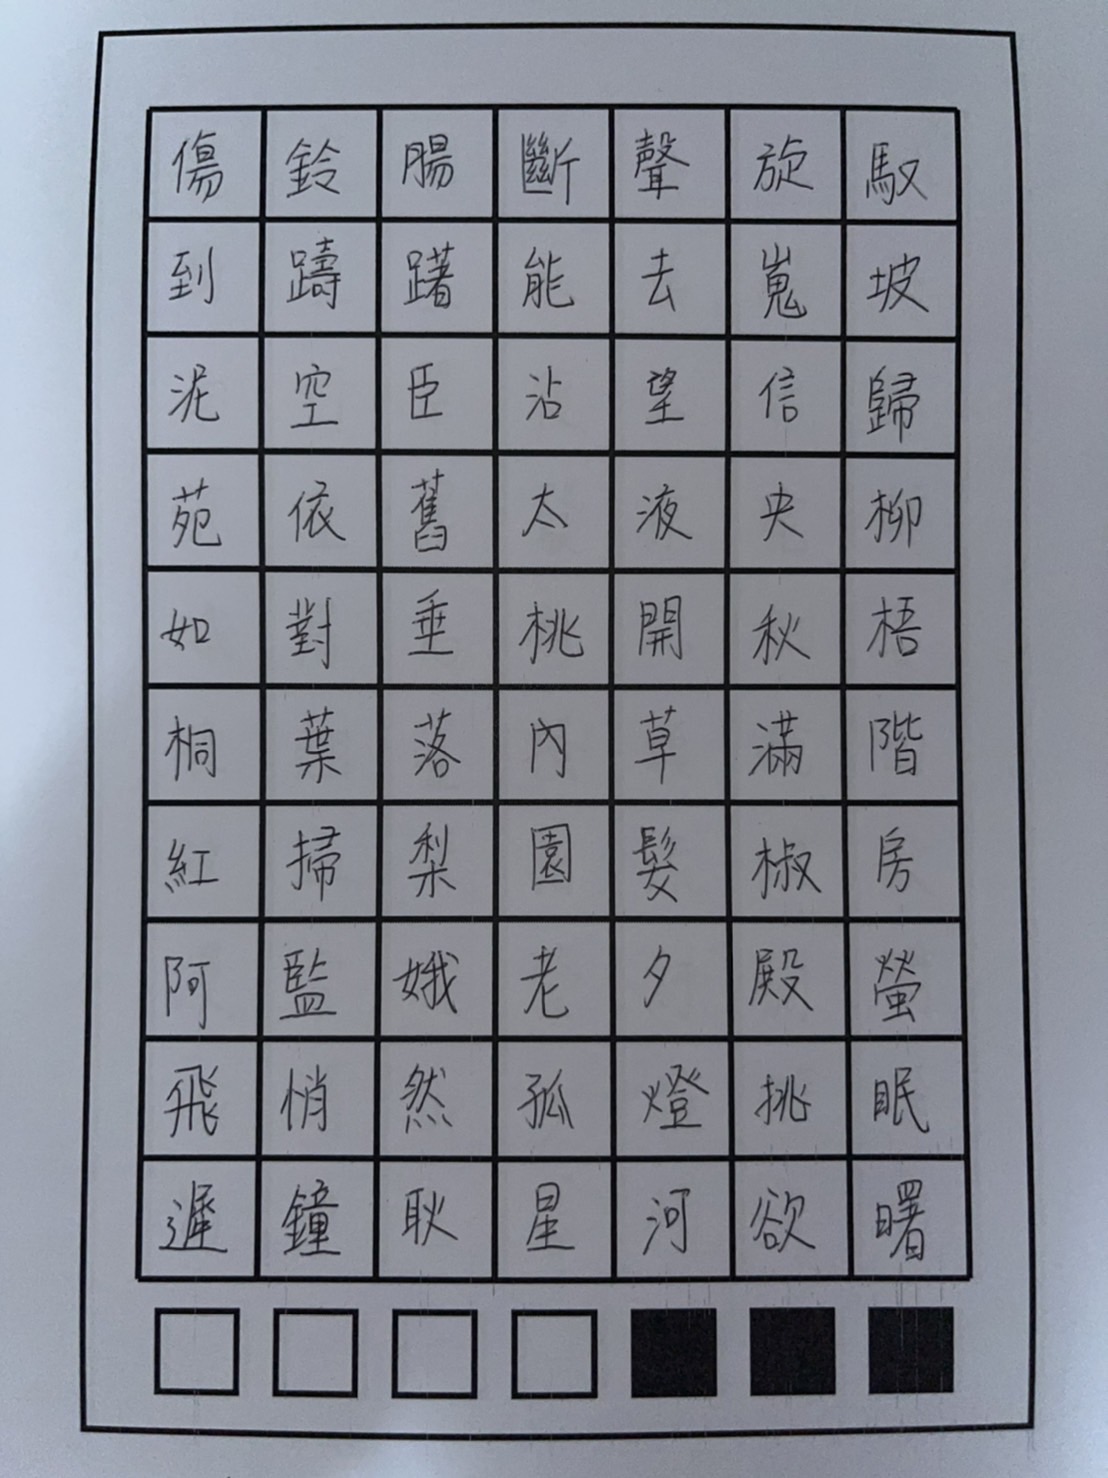 傷鈴腸斷聲旋馭
到躊躇能去嵬坡
泥空臣沾望信歸
苑依舊太液央柳
如對垂桃開秋梧
桐葉落內草滿階
紅掃梨園髮椒房
阿監娥老夕殿螢
飛悄然孤燈挑眠
遲鐘耿星河欲曙